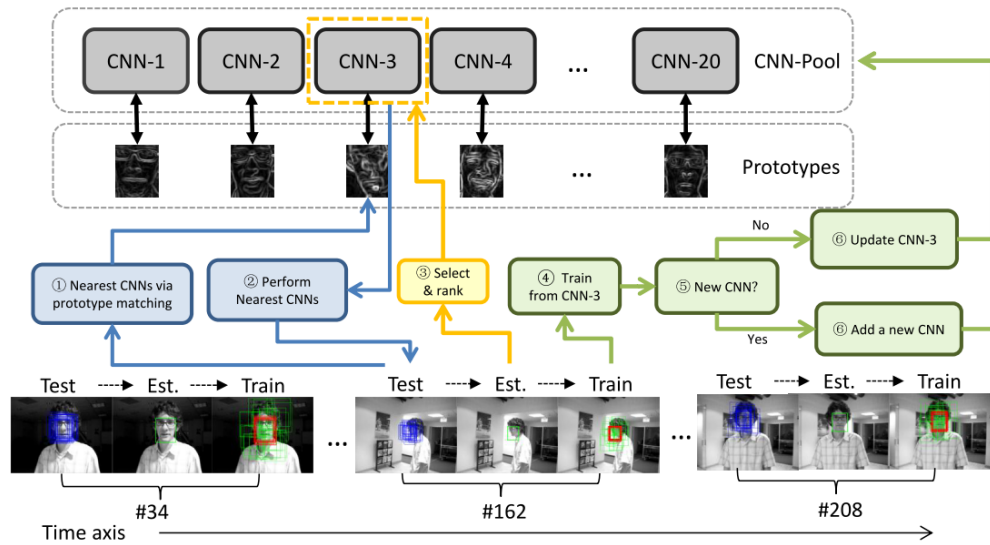 CNN-1
CNN-2
CNN-3
CNN-4
...
CNN-20
CNN-Pool
...
Prototypes
① Nearest CNNs via
prototype matching
② Perform
Nearest CNNs
③ Select
& rank
④ Train
from CNN-3
⑤ New CNN?
No
Yes
⑥ Update CNN-3
⑥ Add a new CNN
Test
Est.
Train
...
Test
Est.
Train
...
Test
Est.
Train
#34
#162
#208
Time axis